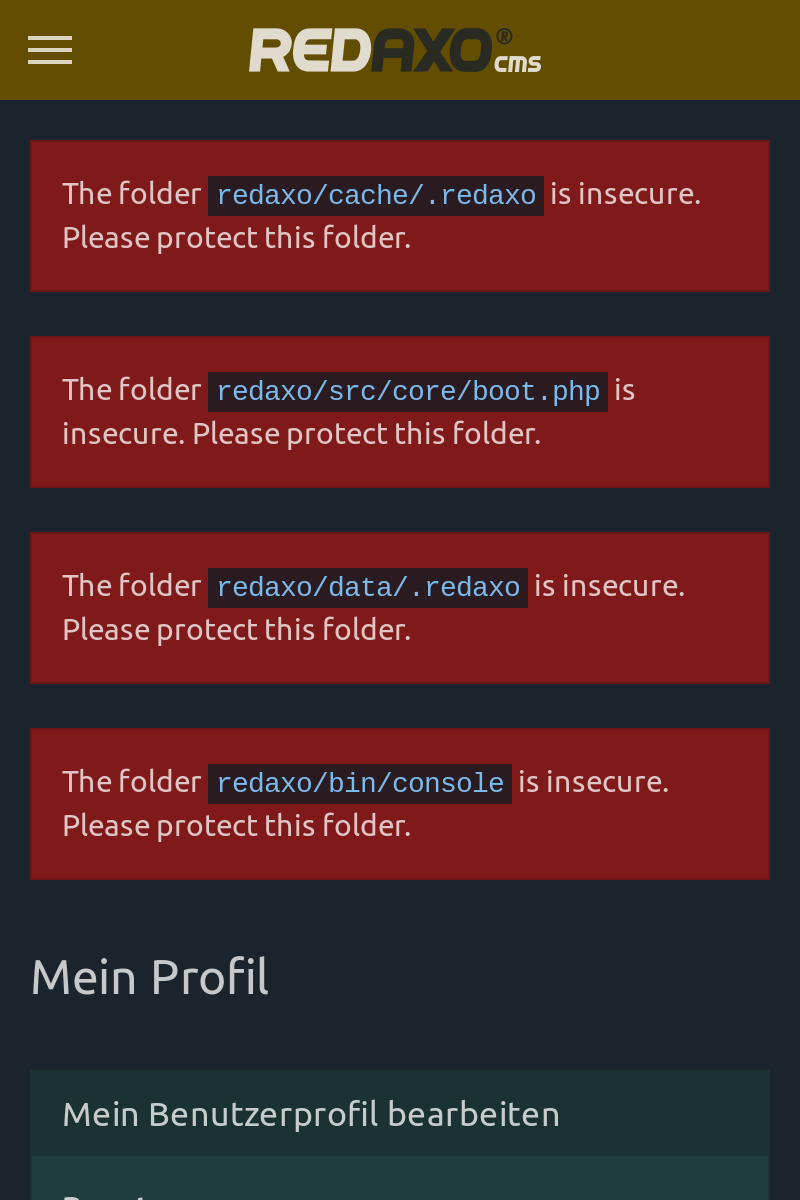 REDAXO® cms
The folder redaxo/cache/.redaxo is insecure.
Please protect this folder.
The folder redaxo/src/core/boot.php is
insecure. Please protect this folder.
The folder redaxo/data/.redaxo is insecure.
Please protect this folder.
The folder redaxo/bin/console is insecure.
Please protect this folder.
Mein Profil
Mein Benutzerprofil bearbeiten